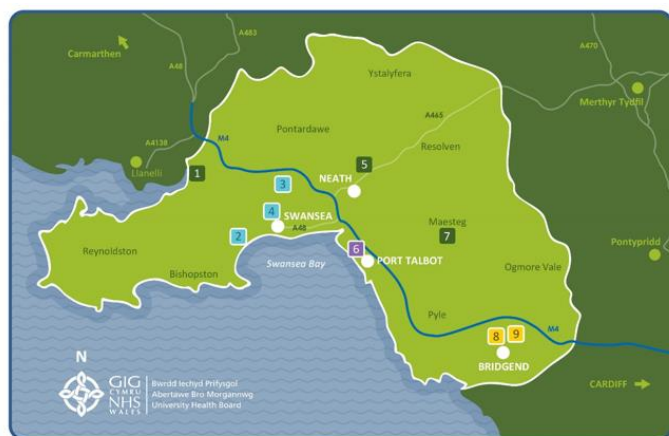 A483
Carmarthen
A48
A470
Ystalyfera
Merthyr Tydfil
A465
M4
Pontardawe
A4138
Resolven
Llanelli
1
5
3
NEATH
4
SWANSEA
A48
Maesteg
2
7
Reynoldston
6
Pontypridd
Bishopston
Swansea Bay
PORT TALBOT
Ogmore Vale
Pyle
8
9
M4
BRIDGEND
N
GIG
CYMRU
NHS
WALES
Bwrdd Iechyd Prifysgol
Abertawe Bro Morgannwg
University Health Board
CARDIFF